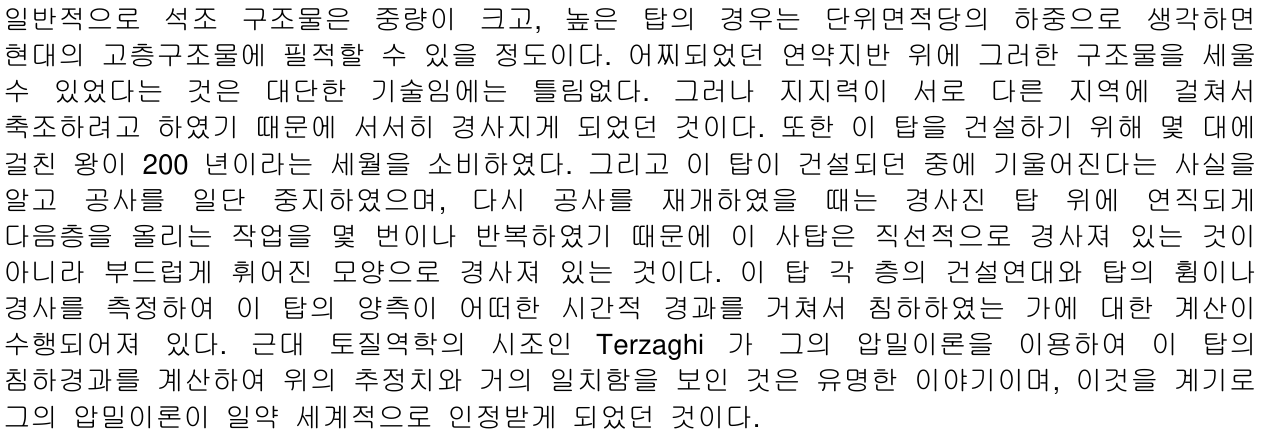 일반적으로 석조 구조물은 중량이 크고, 높은 탑의 경우는 단위면적당의 하중으로 생각하면
현대의 고층구조물에 필적할 수 있을 정도이다. 어찌되었던 연약지반 위에 그러한 구조물을 세울
수 있었다는 것은 대단한 기술임에는 틀림없다. 그러나 지지력이 서로 다른 지역에 걸쳐서
축조하려고 하였기 때문에 서서히 경사지게 되었던 것이다. 또한 이 탑을 건설하기 위해 몇 대에
걸친 왕이 200 년이라는 세월을 소비하였다. 그리고 이 탑이 건설되던 중에 기울어진다는 사실을
알고 공사를 일단 중지하였으며, 다시 공사를 재개하였을 때는 경사진 탑 위에 연직되게
다음층을 올리는 작업을 몇 번이나 반복하였기 때문에 이 사탑은 직선적으로 경사져 있는 것이
아니라 부드럽게 휘어진 모양으로 경사져 있는 것이다. 이 탑 각 층의 건설연대와 탑의 휨이나
경사를 측정하여 이 탑의 양측이 어떠한 시간적 경과를 거쳐서 침하하였는 가에 대한 계산이
수행되어져 있다. 근대 토질역학의 시조인 Terzaghi 가 그의 압밀이론을 이용하여 이 탑의
침하경과를 계산하여 위의 추정치와 거의 일치함을 보인 것은 유명한 이야기이며, 이것을 계기로
그의 압밀이론이 일약 세계적으로 인정받게 되었던 것이다.